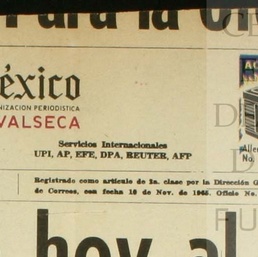 Para la
éxico
NIZACION PERIODISTICA
VALSECA
Servicios Internacionales
UPI, AP, EFE, DPA, REUTER, AFP
Registrado como artículo de 2a. clase por la Dirección G
de Correos, con fecha 10 de Nov. de 1965. Oficio No.
hoy al